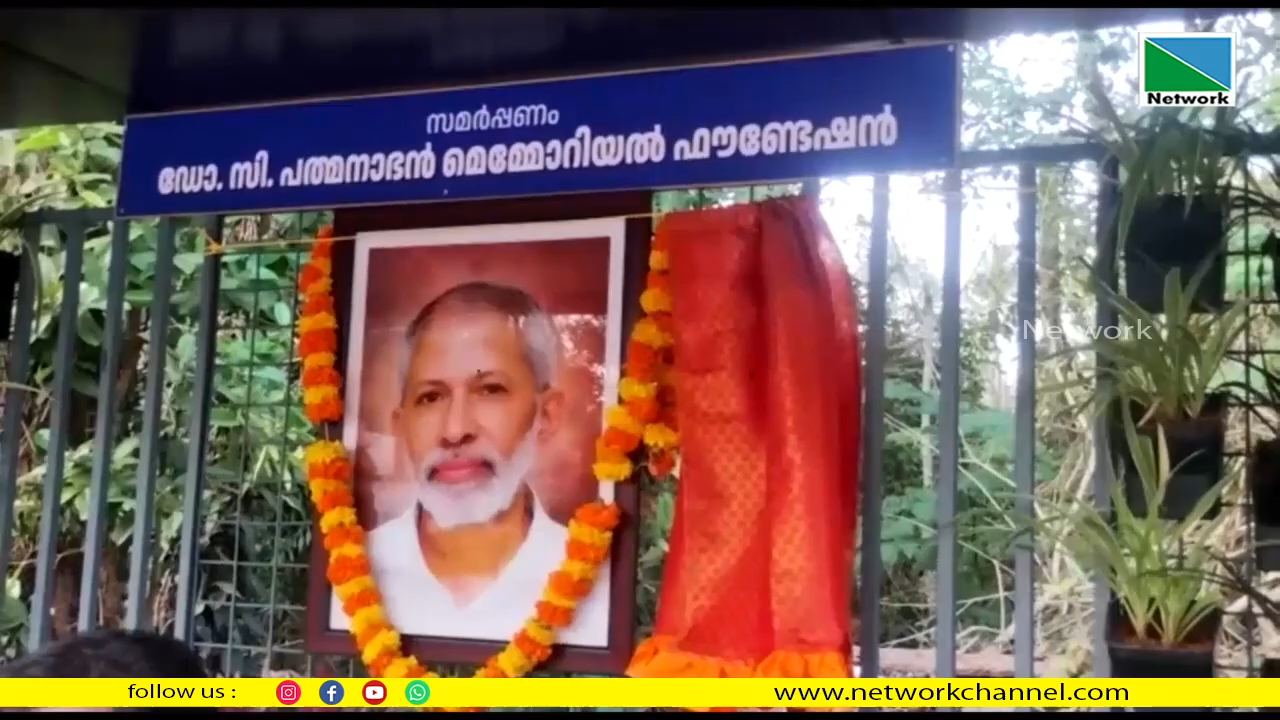 Network
സമർപ്പണം
ഡോ. സി. പത്മനാഭൻ മെമ്മോറിയൽ ഫൗണ്ടേഷൻ
Network
follow us :
www.networkchannel.com